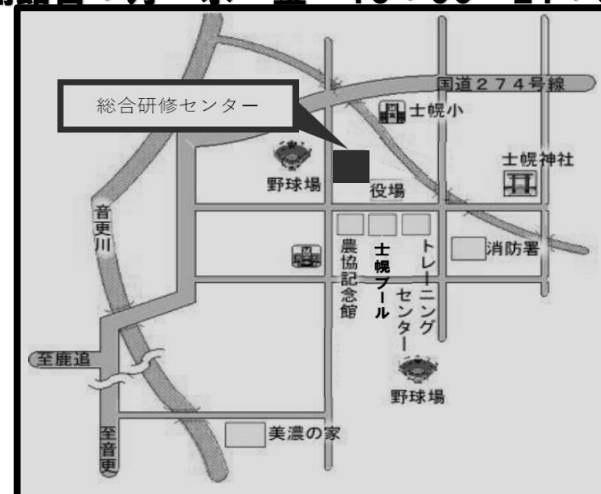 国道274号線
総合研修センター
士幌小
野球場
士幌神社
役場
音更川
農協記念館
士幌プール
トレーニングセンター
消防署
至鹿追
野球場
美濃の家
至音更